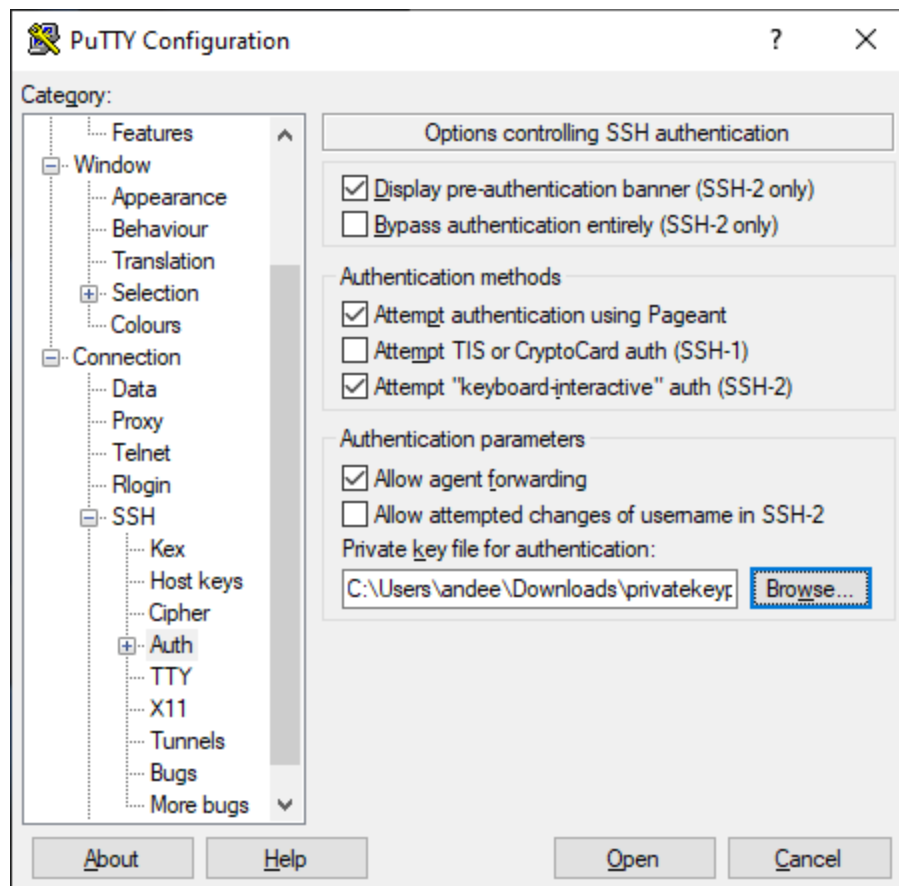 PuTTY Configuration
?
Category:
Features
Window
Appearance
Behaviour
Translation
Selection
Colours
Connection
Data
Proxy
Telnet
Rlogin
SSH
Kex
Host keys
Cipher
Auth
TTY
X11
Tunnels
Bugs
More bugs
Options controlling SSH authentication
Display pre-authentication banner (SSH-2 only)
Bypass authentication entirely (SSH-2 only)
Authentication methods
Attempt authentication using Pageant
Attempt TIS or CryptoCard auth (SSH-1)
Attempt "keyboard-interactive" auth (SSH-2)
Authentication parameters
Allow agent forwarding
Allow attempted changes of username in SSH-2
Private key file for authentication:
C:\Users\andee\Downloads\privatekeyp
Browse...
About
Help
Open
Cancel